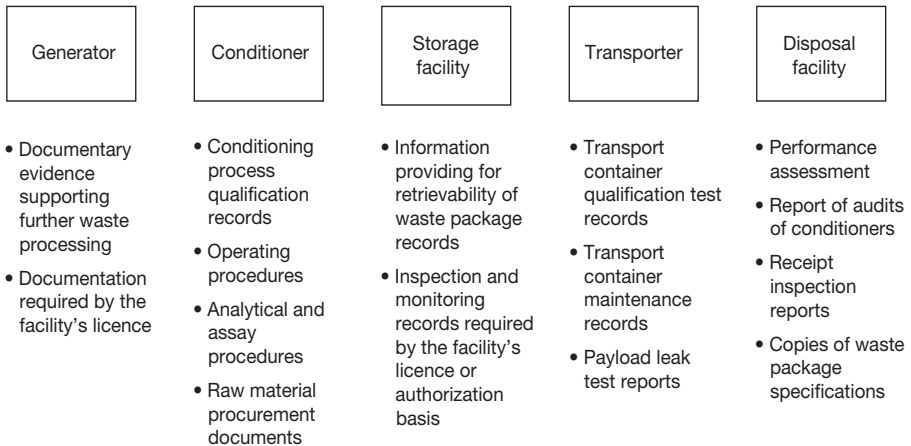 Generator
Conditioner
Storage
facility
Transporter
Disposal
facility
• Documentary
evidence
supporting
further waste
processing
• Documentation
required by the
facility’s licence
• Conditioning
process
qualification
records
• Operating
procedures
• Analytical and
assay
procedures
• Raw material
procurement
documents
• Information
providing for
retrievability of
waste package
records
• Inspection and
monitoring
records required
by the facility’s
licence or
authorization
basis
• Transport
container
qualification test
records
• Transport
container
maintenance
records
• Payload leak
test reports
• Performance
assessment
• Report of audits
of conditioners
• Receipt
inspection
reports
• Copies of waste
package
specifications